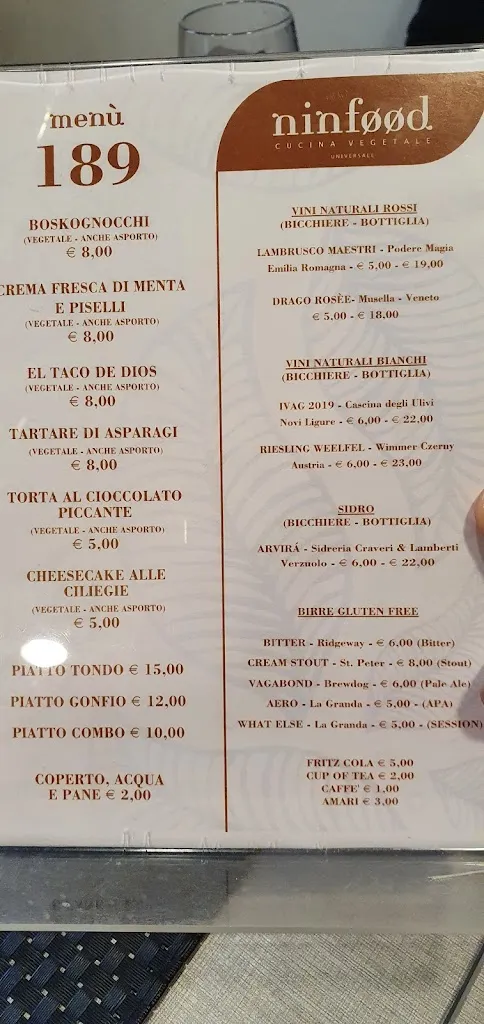 menù
189
BOSKOGNOCCHI
(VEGETALE - ANCHE ASPORTO)
€ 8,00
CREMA FRESCA DI MENTA
E PISELLI
(VEGETALE - ANCHE ASPORTO)
€ 8,00
EL TACO DE DIOS
(VEGETALE - ANCHE ASPORTO)
€ 8,00
TARTARE DI ASPARAGI
(VEGETALE - ANCHE ASPORTO)
€ 8,00
TORTA AL CIOCCOLATO
PICCANTE
(VEGETALE - ANCHE ASPORTO)
€ 5,00
CHEESECAKE ALLE
CILIEGIE
(VEGETALE - ANCHE ASPORTO)
€ 5,00
PIATTO TONDO € 15,00
PIATTO GONFIO € 12,00
PIATTO COMBO € 10,00
COPERTO, ACQUA
E PANE € 2,00
ninføød
CUCINA VEGETALE
UNIVERSALE
VINI NATURALI ROSSI
(BICCHIERE - BOTTIGLIA)
LAMBRUSCO MAESTRI - Podere Magia
Emilia Romagna - € 5,00 - € 19,00
DRAGO ROSÈE- Musella - Veneto
€ 5,00 - € 18,00
VINI NATURALI BIANCHI
(BICCHIERE - BOTTIGLIA)
IVAG 2019 - Cascina degli Ulivi
Novi Ligure - € 6,00 - € 22,00
RIESLING WEELFEL - Wimmer Czerny
Austria - € 6,00 - € 23,00
SIDRO
(BICCHIERE - BOTTIGLIA)
ARVIRÁ - Sidreria Craveri & Lamberti
Verzuolo - € 6,00 - € 22,00
BIRRE GLUTEN FREE
BITTER - Ridgeway - € 6,00 (Bitter)
CREAM STOUT - St. Peter - € 8,00 (Stout)
VAGABOND - Brewdog - € 6,00 (Pale Ale)
AERO - La Granda - € 5,00 - (APA)
WHAT ELSE - La Granda - € 5,00 - (SESSION)
FRITZ COLA € 5,00
CUP OF TEA € 2,00
CAFFE' € 1,00
AMARI € 3,00